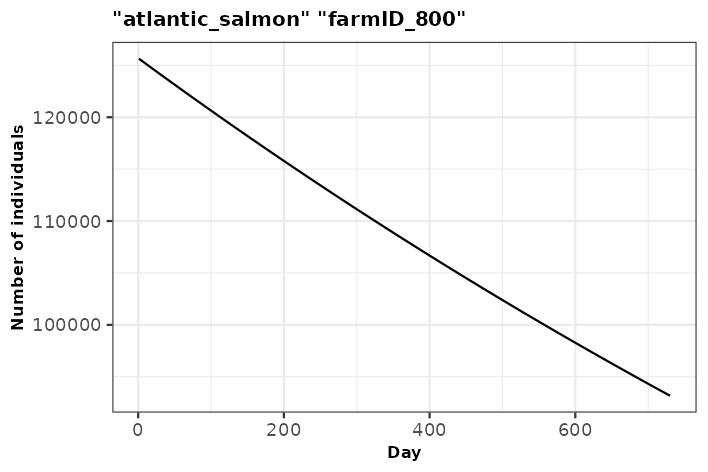 "atlantic_salmon" "farmID_800"
Number of individuals
120000
110000
100000
0 200 400 600
Day